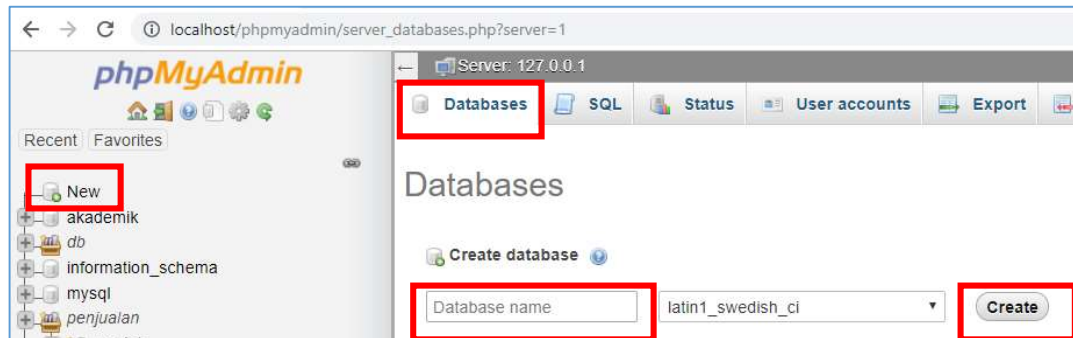 localhost/phpmyadmin/server_databases.php?server=1
phpMyAdmin
Recent Favorites
New
akademik
db
information_schema
mysql
penjualan
Server: 127.0.0.1
Databases SQL Status User accounts Export
Databases
Create database
Database name latin1_swedish_ci Create